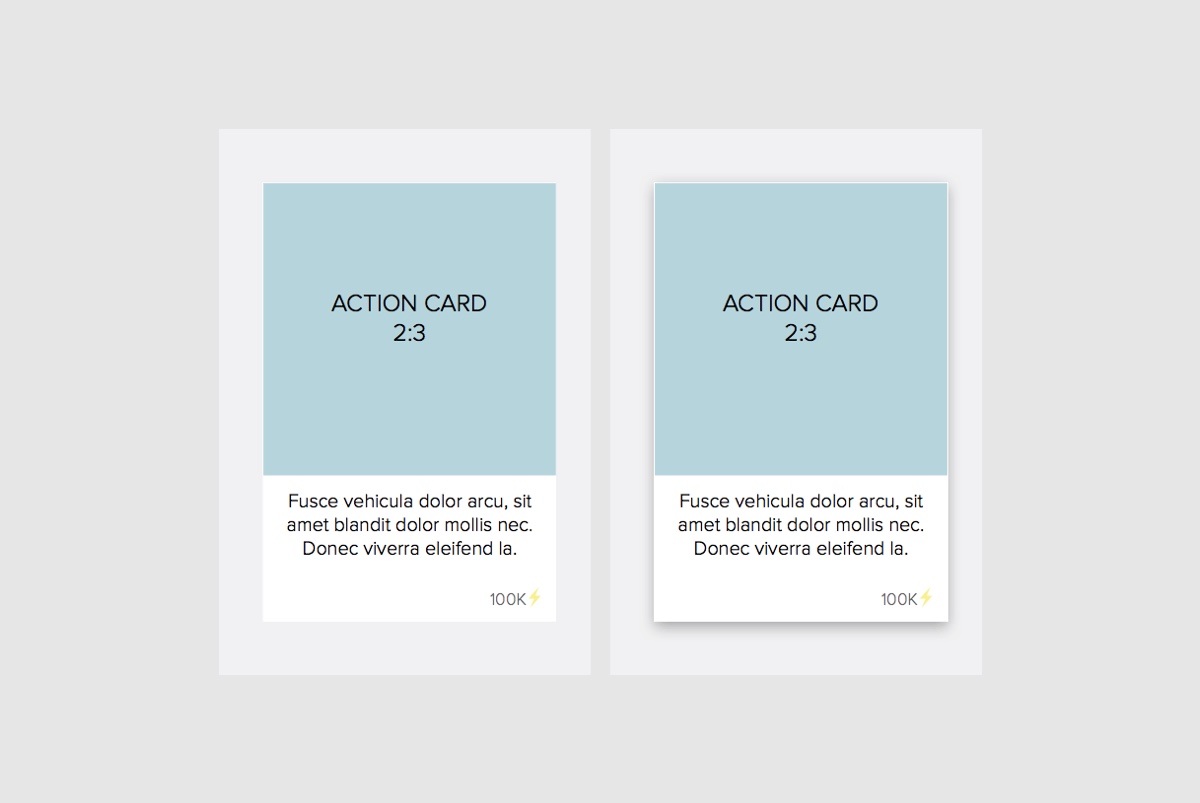 ACTION CARD
2:3
Fusce vehicula dolor arcu, sit
amet blandit dolor mollis nec.
Donec viverra eleifend la.
100K⚡
ACTION CARD
2:3
Fusce vehicula dolor arcu, sit
amet blandit dolor mollis nec.
Donec viverra eleifend la.
100K⚡